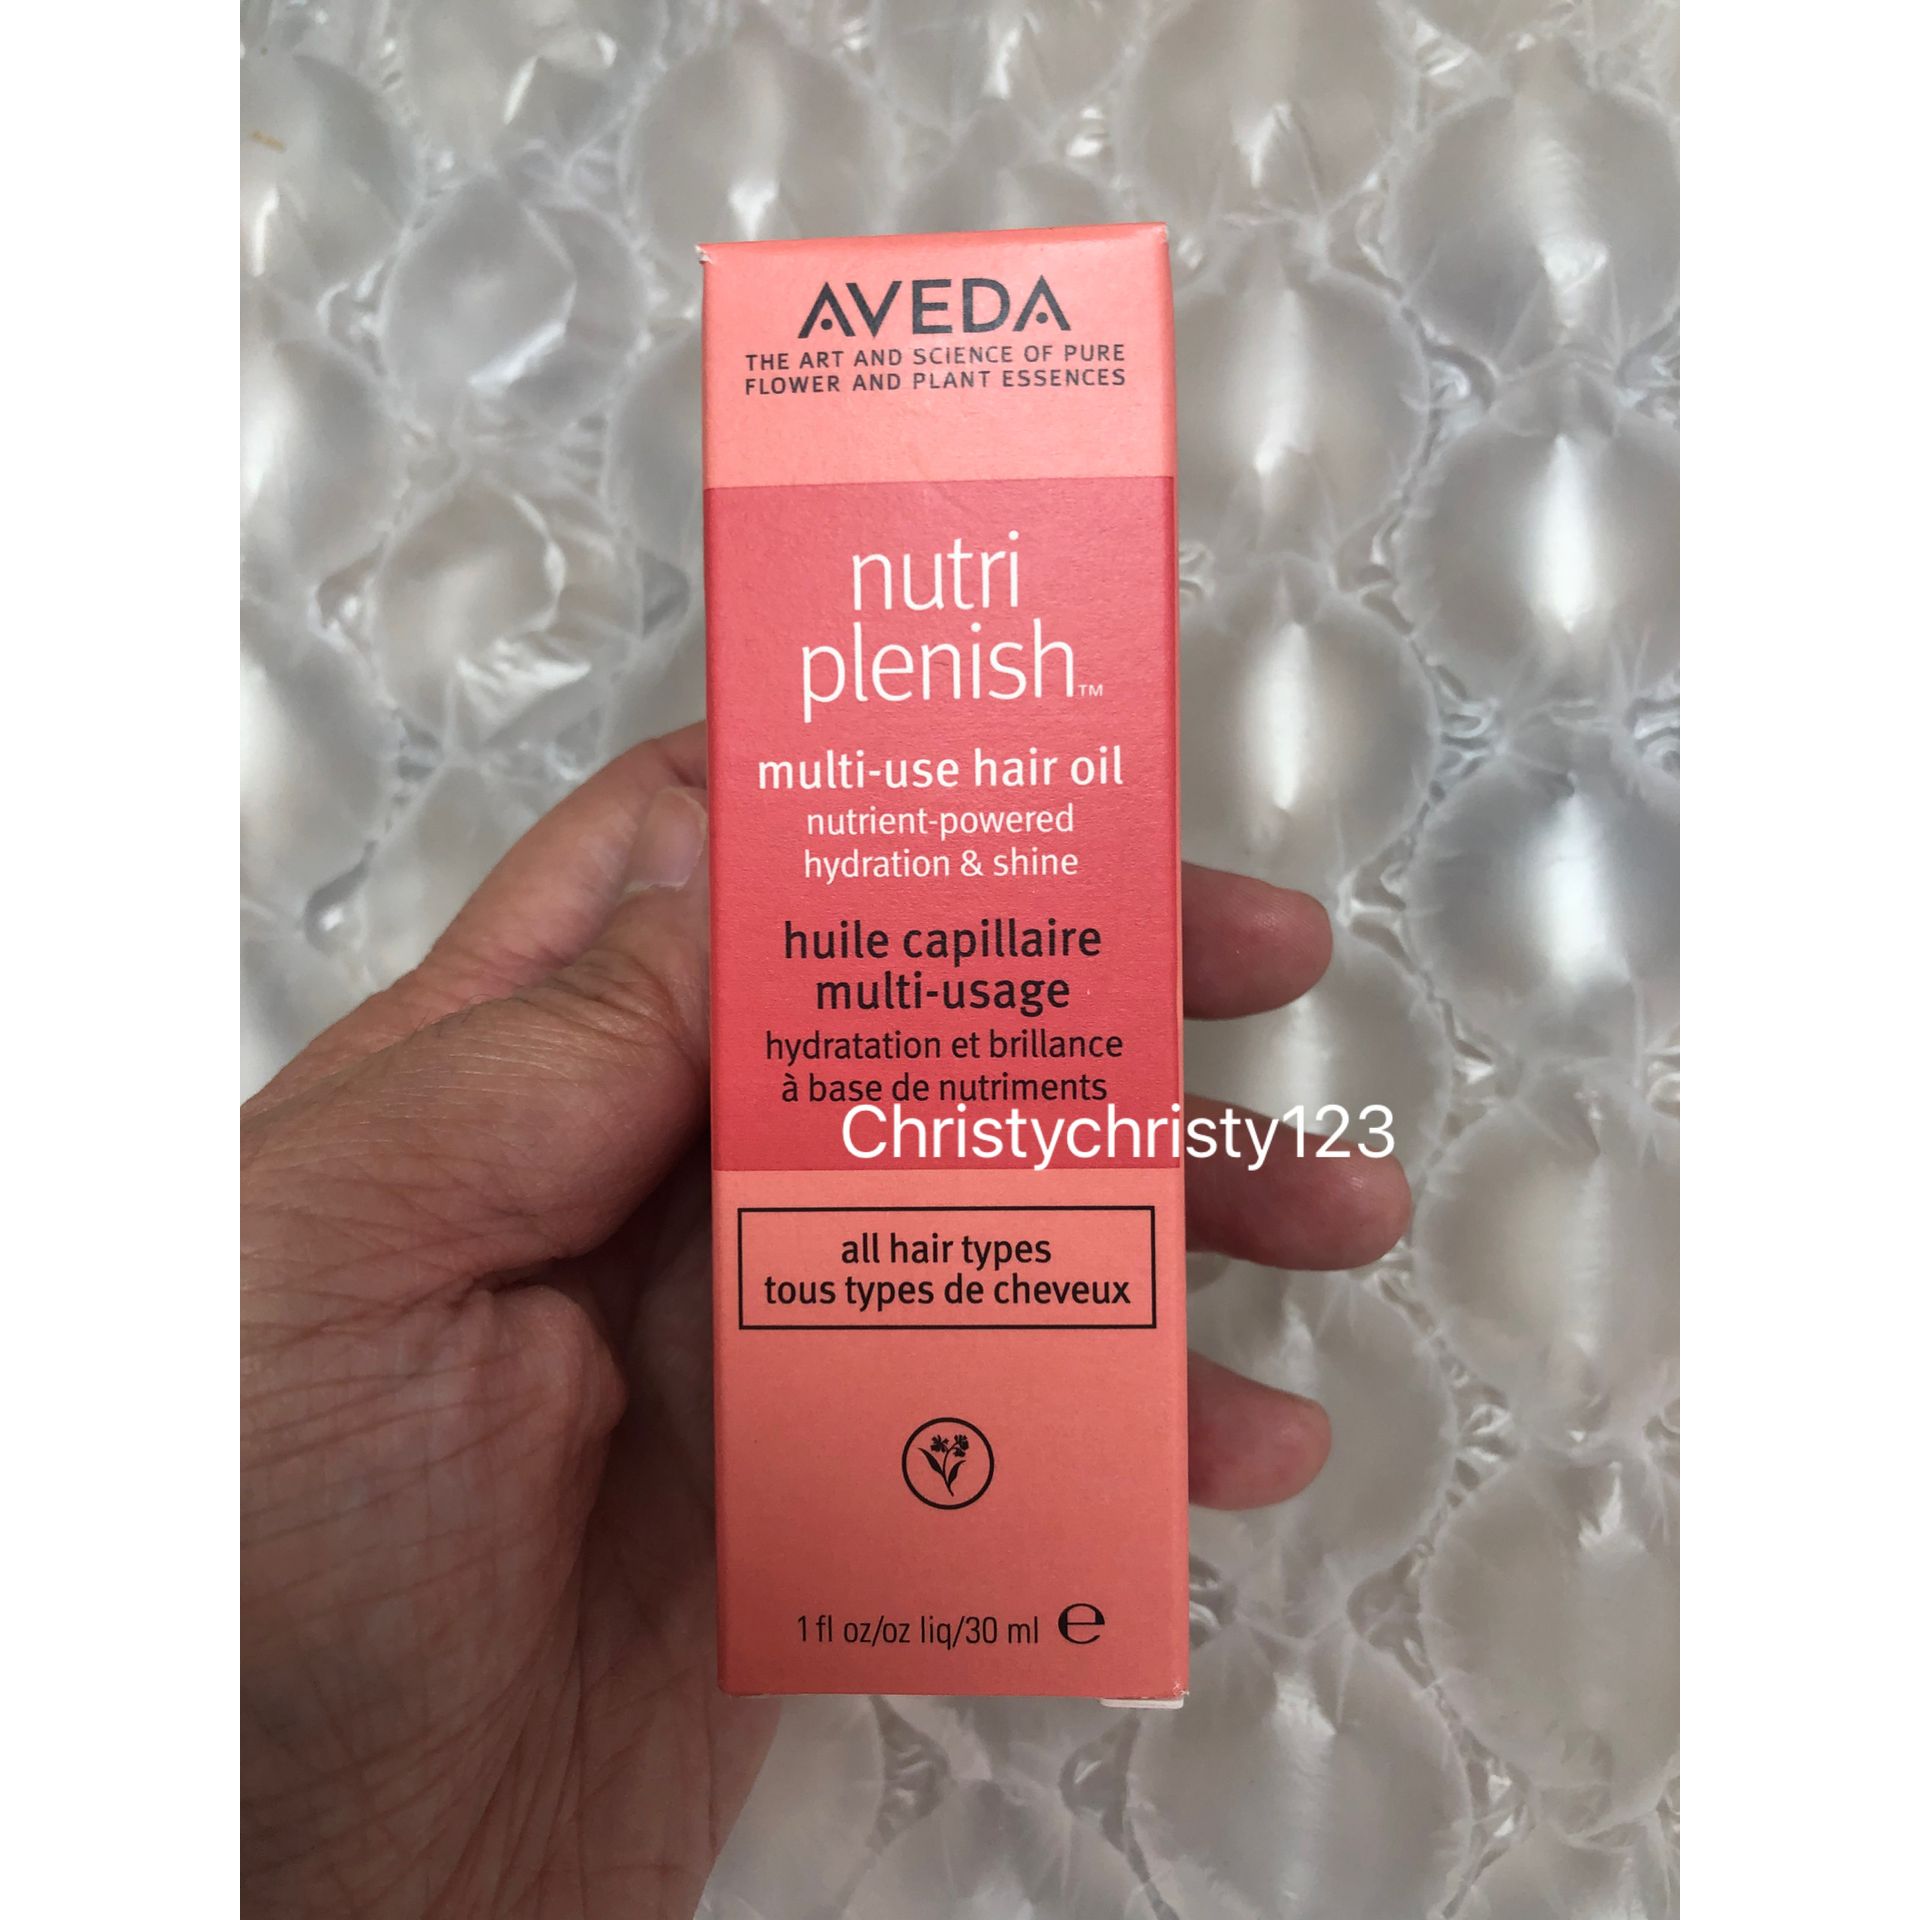 AVEDA
THE ART AND SCIENCE OF PURE
FLOWER AND PLANT ESSENCES
nutri
plenish™
multi-use hair oil
nutrient-powered
hydration & shine
huile capillaire
multi-usage
hydratation et brillance
à base de nutriments
Christychristy123
all hair types
tous types de cheveux
1 fl oz/oz liq/30 ml ℮